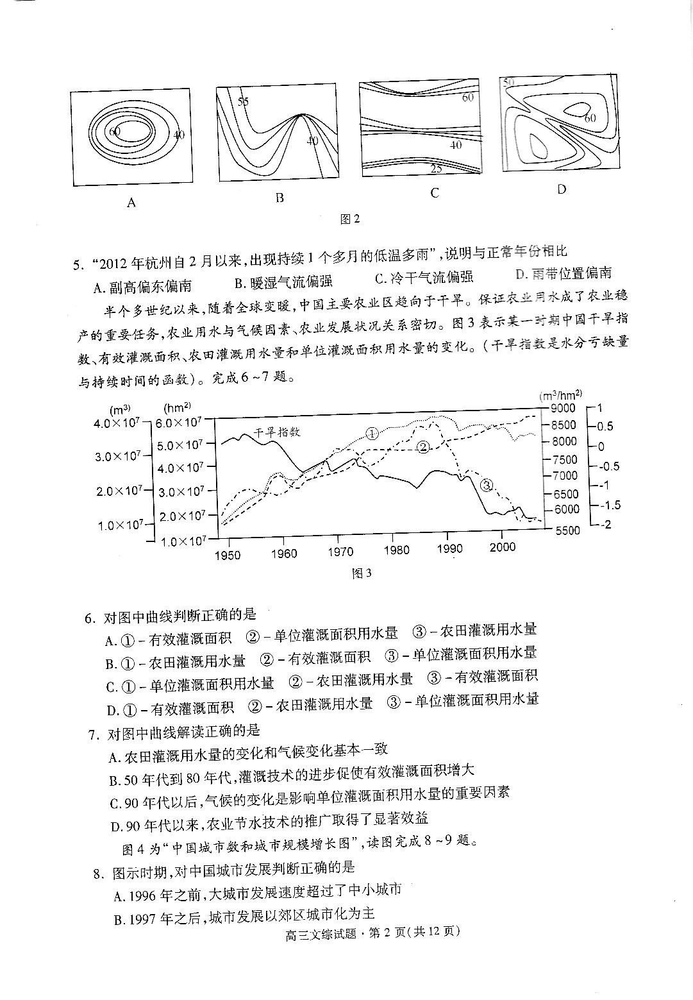 55 60 50
60 40 40 40 60
25
A B C D
图2
5. “2012年杭州自2月以来,出现持续1个多月的低温多雨”,说明与正常年份相比
A. 副高偏东偏南 B. 暖湿气流偏强 C. 冷干气流偏强 D. 雨带位置偏南
半个多世纪以来,随着全球变暖,中国主要农业区趋向于干旱。保证农业用水成了农业稳
产的重要任务,农业用水与气候因素、农业发展状况关系密切。图3表示某一时期中国干旱指
数、有效灌溉面积、农田灌溉用水量和单位灌溉面积用水量的变化。(干旱指数是水分亏缺量
与持续时间的函数)。完成6~7题。
(m³) (hm²) (m³/hm²)
4.0×10⁷ 6.0×10⁷ 干旱指数 ① 9000 1
8500 0.5
3.0×10⁷ 5.0×10⁷ ② 8000 0
4.0×10⁷ 7500 -0.5
2.0×10⁷ 3.0×10⁷ ③ 7000 -1
6500
1.0×10⁷ 2.0×10⁷ 6000 -1.5
1.0×10⁷ 5500 -2
1950 1960 1970 1980 1990 2000
图3
6. 对图中曲线判断正确的是
A. ①-有效灌溉面积 ②-单位灌溉面积用水量 ③-农田灌溉用水量
B. ①-农田灌溉用水量 ②-有效灌溉面积 ③-单位灌溉面积用水量
C. ①-单位灌溉面积用水量 ②-农田灌溉用水量 ③-有效灌溉面积
D. ①-有效灌溉面积 ②-农田灌溉用水量 ③-单位灌溉面积用水量
7. 对图中曲线解读正确的是
A. 农田灌溉用水量的变化和气候变化基本一致
B. 50年代到80年代,灌溉技术的进步促使有效灌溉面积增大
C. 90年代以后,气候的变化是影响单位灌溉面积用水量的重要因素
D. 90年代以来,农业节水技术的推广取得了显著效益
图4为“中国城市数和城市规模增长图”,读图完成8~9题。
8. 图示时期,对中国城市发展判断正确的是
A. 1996年之前,大城市发展速度超过了中小城市
B. 1997年之后,城市发展以郊区城市化为主
高三文综试题·第2页(共12页)